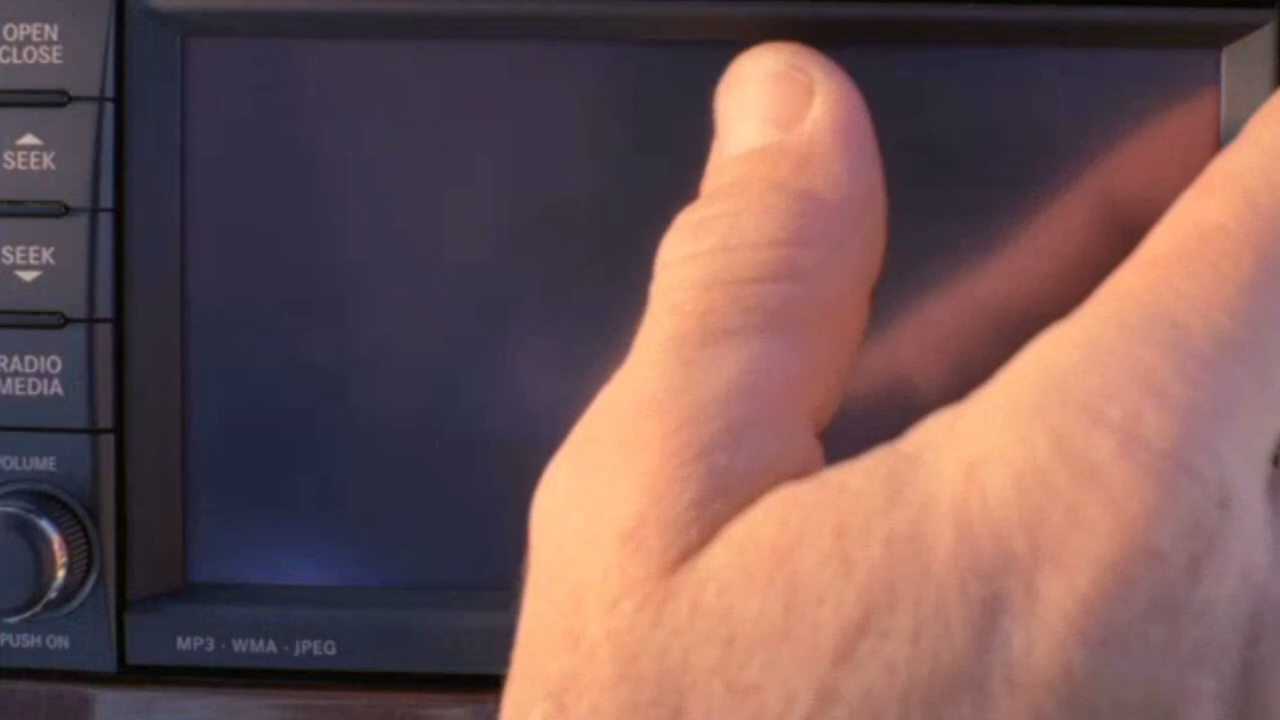 OPEN
CLOSE
SEEK
SEEK
RADIO
MEDIA
VOLUME
PUSH ON
MP3 · WMA · JPEG